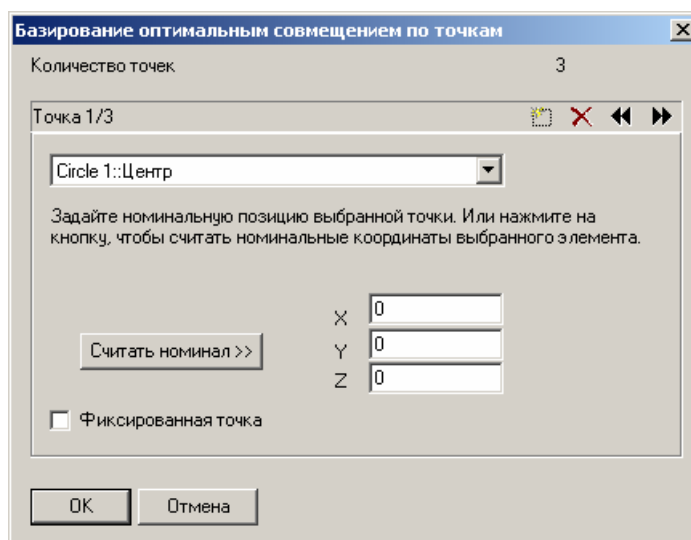 Базирование оптимальным совмещением по точкам
Количество точек 3
Точка 1/3
Circle 1::Центр
Задайте номинальную позицию выбранной точки. Или нажмите на
кнопку, чтобы считать номинальные координаты выбранного элемента.
X 0
Считать номинал >> Y 0
Z 0
Фиксированная точка
OK Отмена